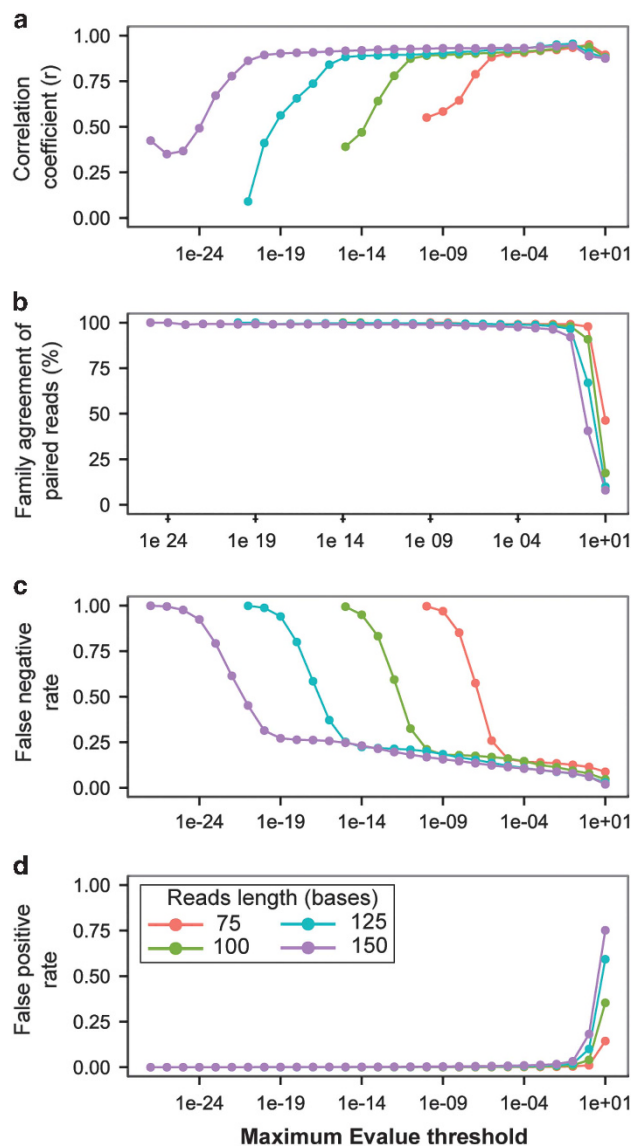 a
Correlation
coefficient (r)
1.00
0.75
0.50
0.25
0.00
1e-24 1e-19 1e-14 1e-09 1e-04 1e+01
b
Family agreement of
paired reads (%)
100
75
50
25
0
1e 24 1e 19 1e 14 1e 09 1e 04 1e+01
c
False negative
rate
1.00
0.75
0.50
0.25
0.00
1e-24 1e-19 1e-14 1e-09 1e-04 1e+01
d
False positive
rate
1.00
0.75
0.50
0.25
0.00
Reads length (bases)
75 125
100 150
1e-24 1e-19 1e-14 1e-09 1e-04 1e+01
Maximum Evalue threshold